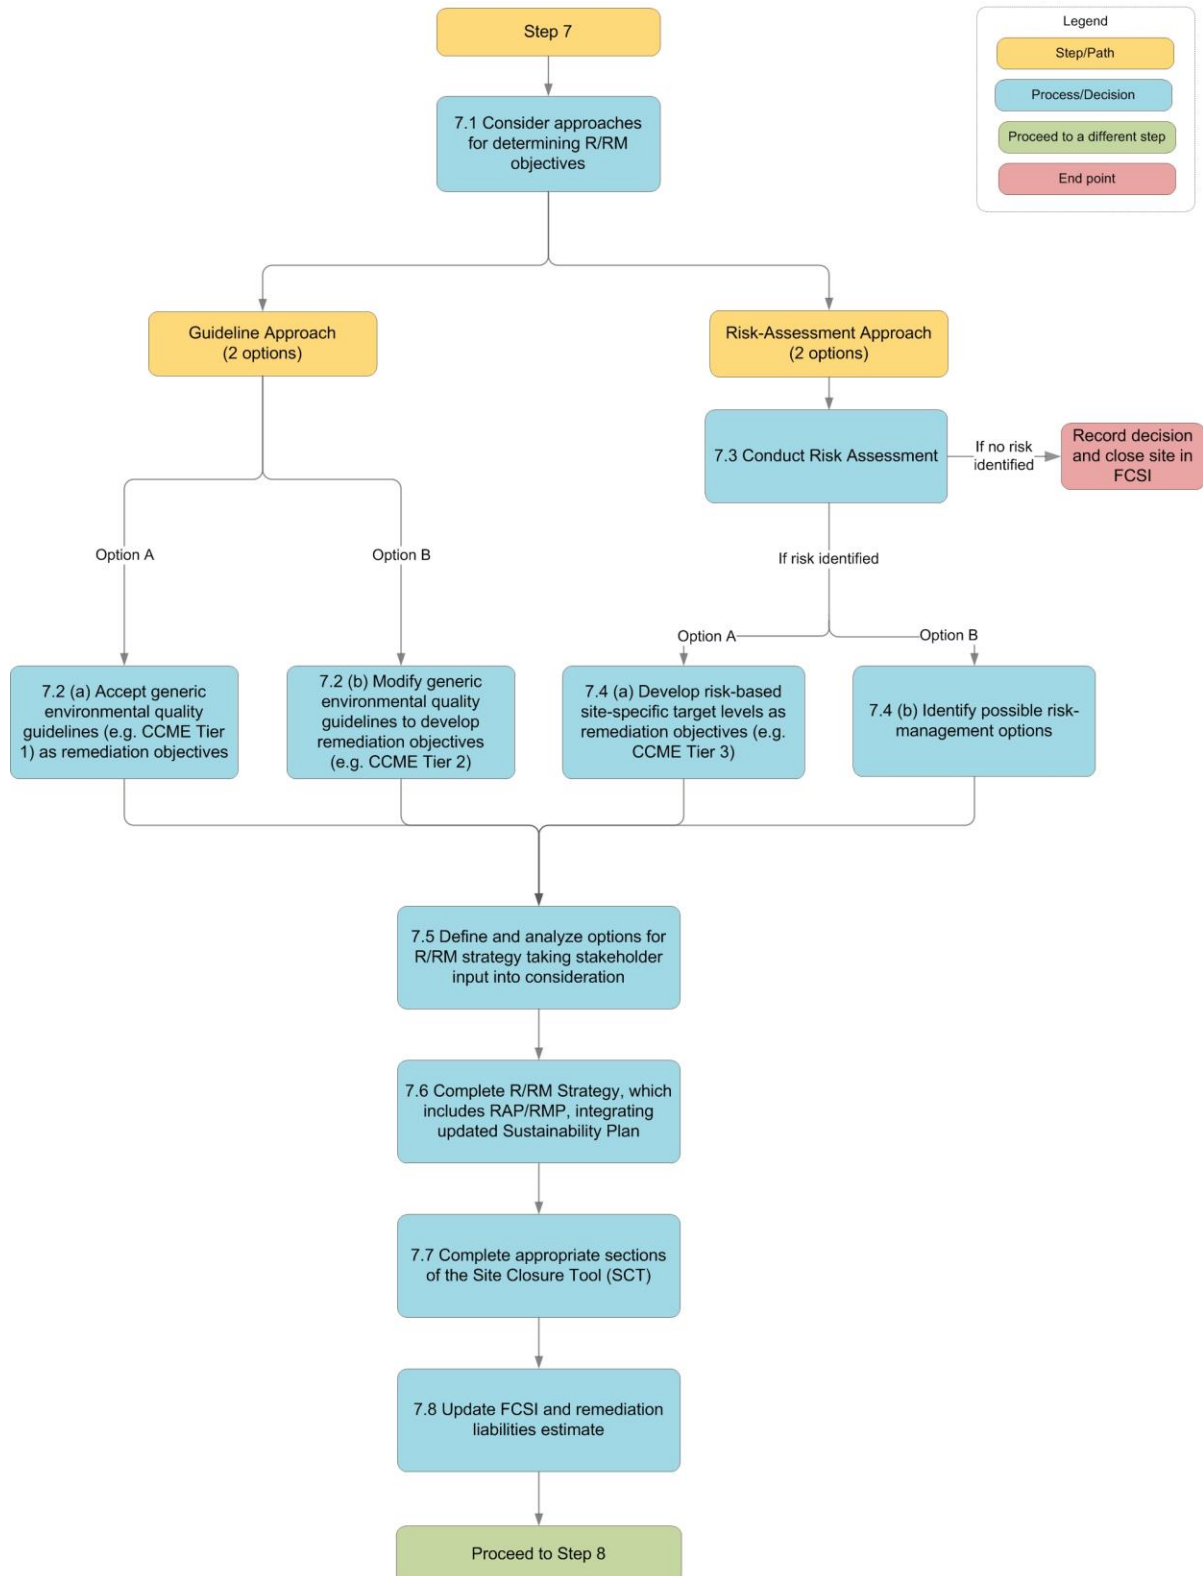 Step 7
Legend
Step/Path
Process/Decision
Proceed to a different step
End point
7.1 Consider approaches
for determining R/RM
objectives
Guideline Approach
(2 options)
Risk-Assessment Approach
(2 options)
7.3 Conduct Risk Assessment
If no risk
identified
Record decision
and close site in
FCSI
Option A
Option B
If risk identified
Option A
Option B
7.2 (a) Accept generic
environmental quality
guidelines (e.g. CCME Tier
1) as remediation objectives
7.2 (b) Modify generic
environmental quality
guidelines to develop
remediation objectives
(e.g. CCME Tier 2)
7.4 (a) Develop risk-based
site-specific target levels as
remediation objectives (e.g.
CCME Tier 3)
7.4 (b) Identify possible risk-
management options
7.5 Define and analyze options for
R/RM strategy taking stakeholder
input into consideration
7.6 Complete R/RM Strategy, which
includes RAP/RMP, integrating
updated Sustainability Plan
7.7 Complete appropriate sections
of the Site Closure Tool (SCT)
7.8 Update FCSI and remediation
liabilities estimate
Proceed to Step 8